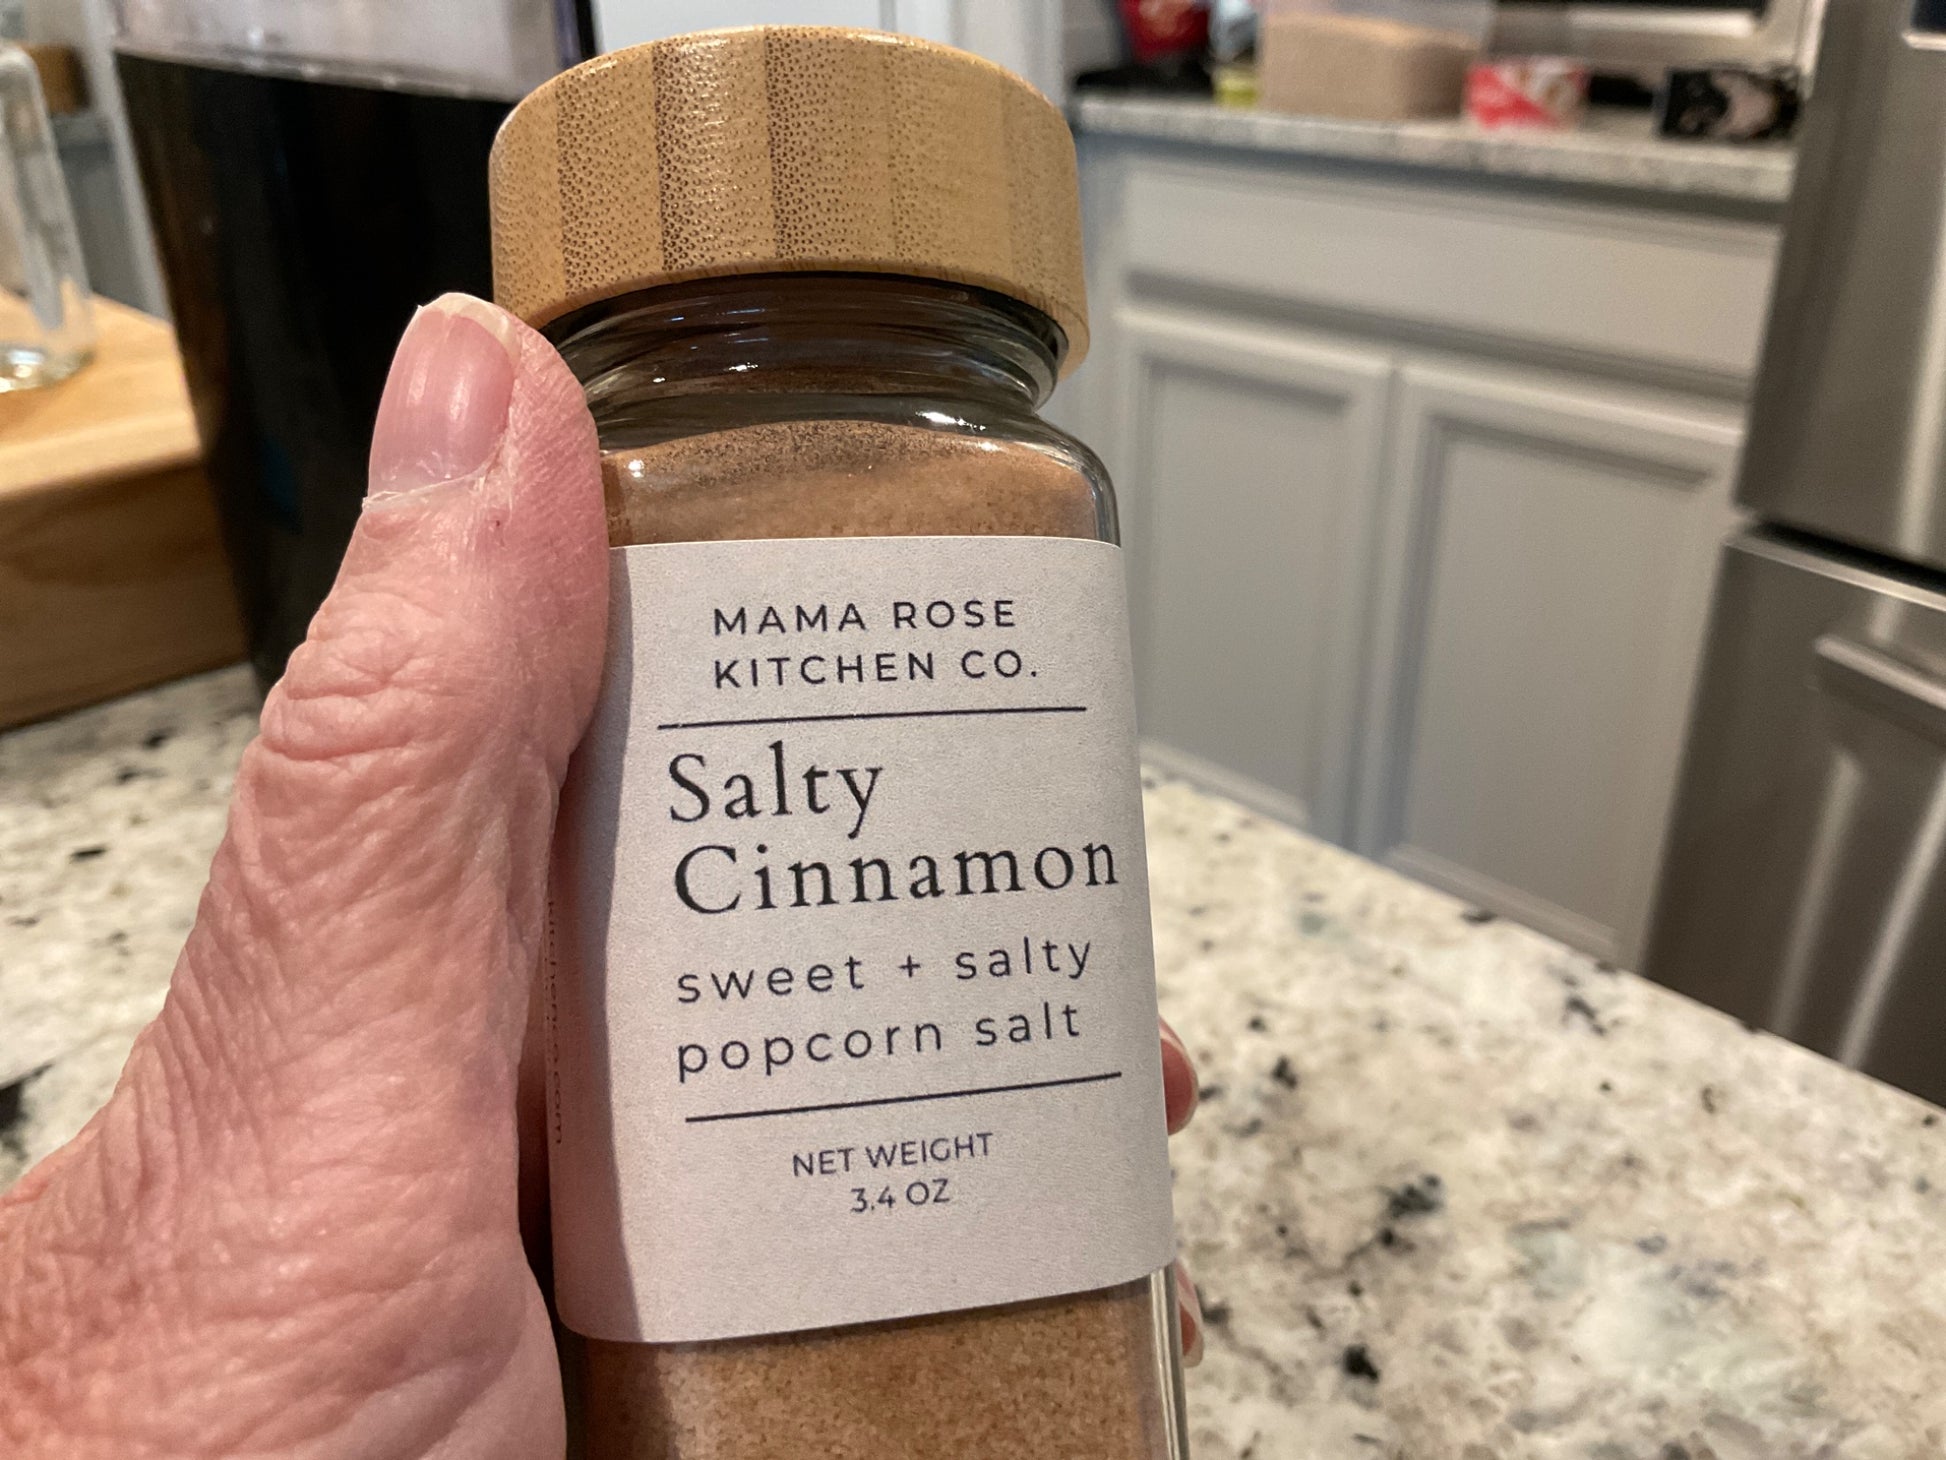 MAMA ROSE
KITCHEN CO.
Salty
Cinnamon
sweet + salty
popcorn salt
NET WEIGHT
3.4 OZ